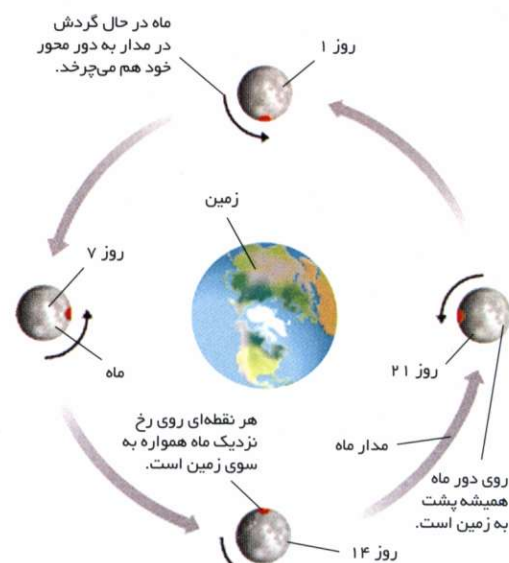 ماه در حال گردش
در مدار به دور محور
خود هم می‌چرخد.
روز ۱
زمین
روز ۷
ماه
روز ۲۱
هر نقطه‌ای روی رخ
نزدیک ماه همواره به
سوی زمین است.
مدار ماه
روی دور ماه
همیشه پشت
به زمین است.
روز ۱۴